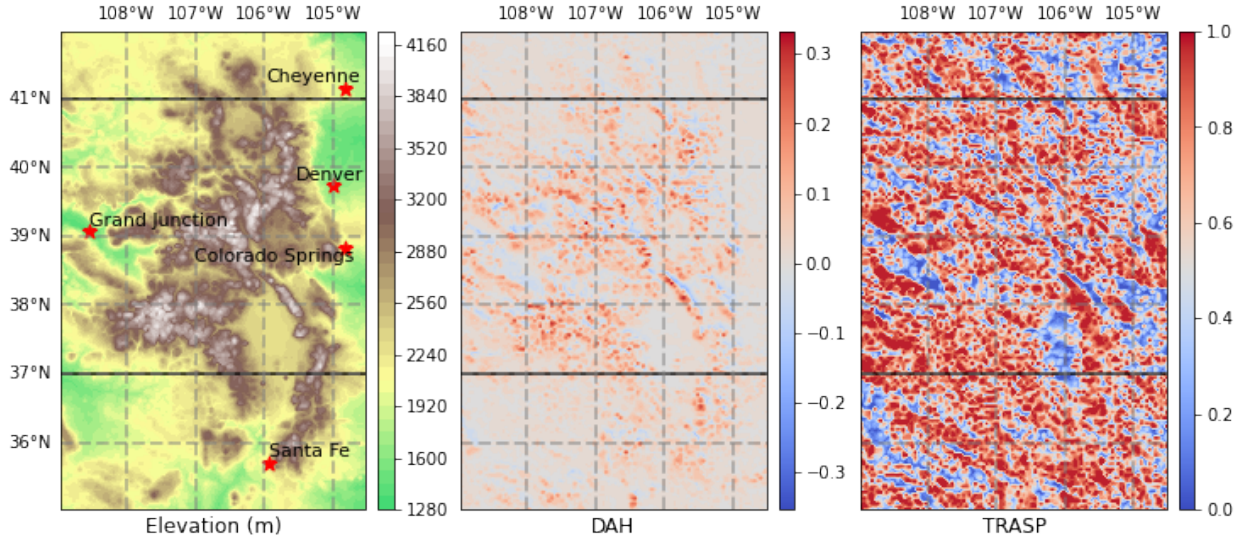 108°W 107°W 106°W 105°W
108°W 107°W 106°W 105°W
108°W 107°W 106°W 105°W
41°N
40°N
39°N
38°N
37°N
36°N
Cheyenne
Denver
Grand Junction
Colorado Springs
Santa Fe
4160
3840
3520
3200
2880
2560
2240
1920
1600
1280
0.3
0.2
0.1
0.0
−0.1
−0.2
−0.3
1.0
0.8
0.6
0.4
0.2
0.0
Elevation (m)
DAH
TRASP